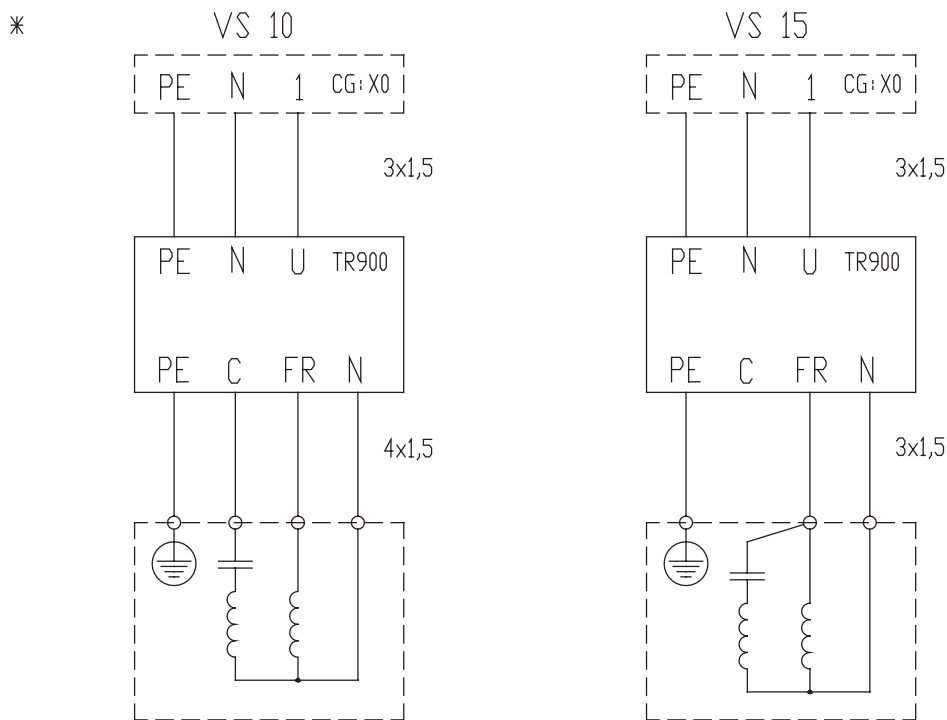 * VS 10 VS 15
PE N 1 CG:X0 PE N 1 CG:X0
3x1,5 3x1,5
PE N U TR900 PE N U TR900
PE C FR N PE C FR N
4x1,5 3x1,5